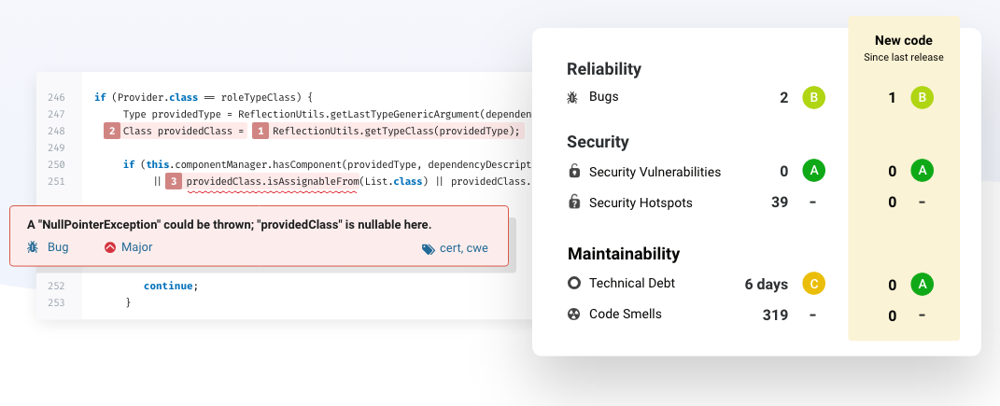 246 if (Provider.class == roleTypeClass) {
247 Type providedType = ReflectionUtils.getLastTypeGenericArgument(dependen
248 2 Class providedClass = 1 ReflectionUtils.getTypeClass(providedType);
249
250 if (this.componentManager.hasComponent(providedType, dependencyDescript
251 || 3 providedClass.isAssignableFrom(List.class) || providedClass.
A "NullPointerException" could be thrown; "providedClass" is nullable here.
Bug Major cert, cwe
252 continue;
253 }
New code
Since last release
Reliability
Bugs 2 B 1 B
Security
Security Vulnerabilities 0 A 0 A
Security Hotspots 39 - 0 -
Maintainability
Technical Debt 6 days C 0 A
Code Smells 319 - 0 -